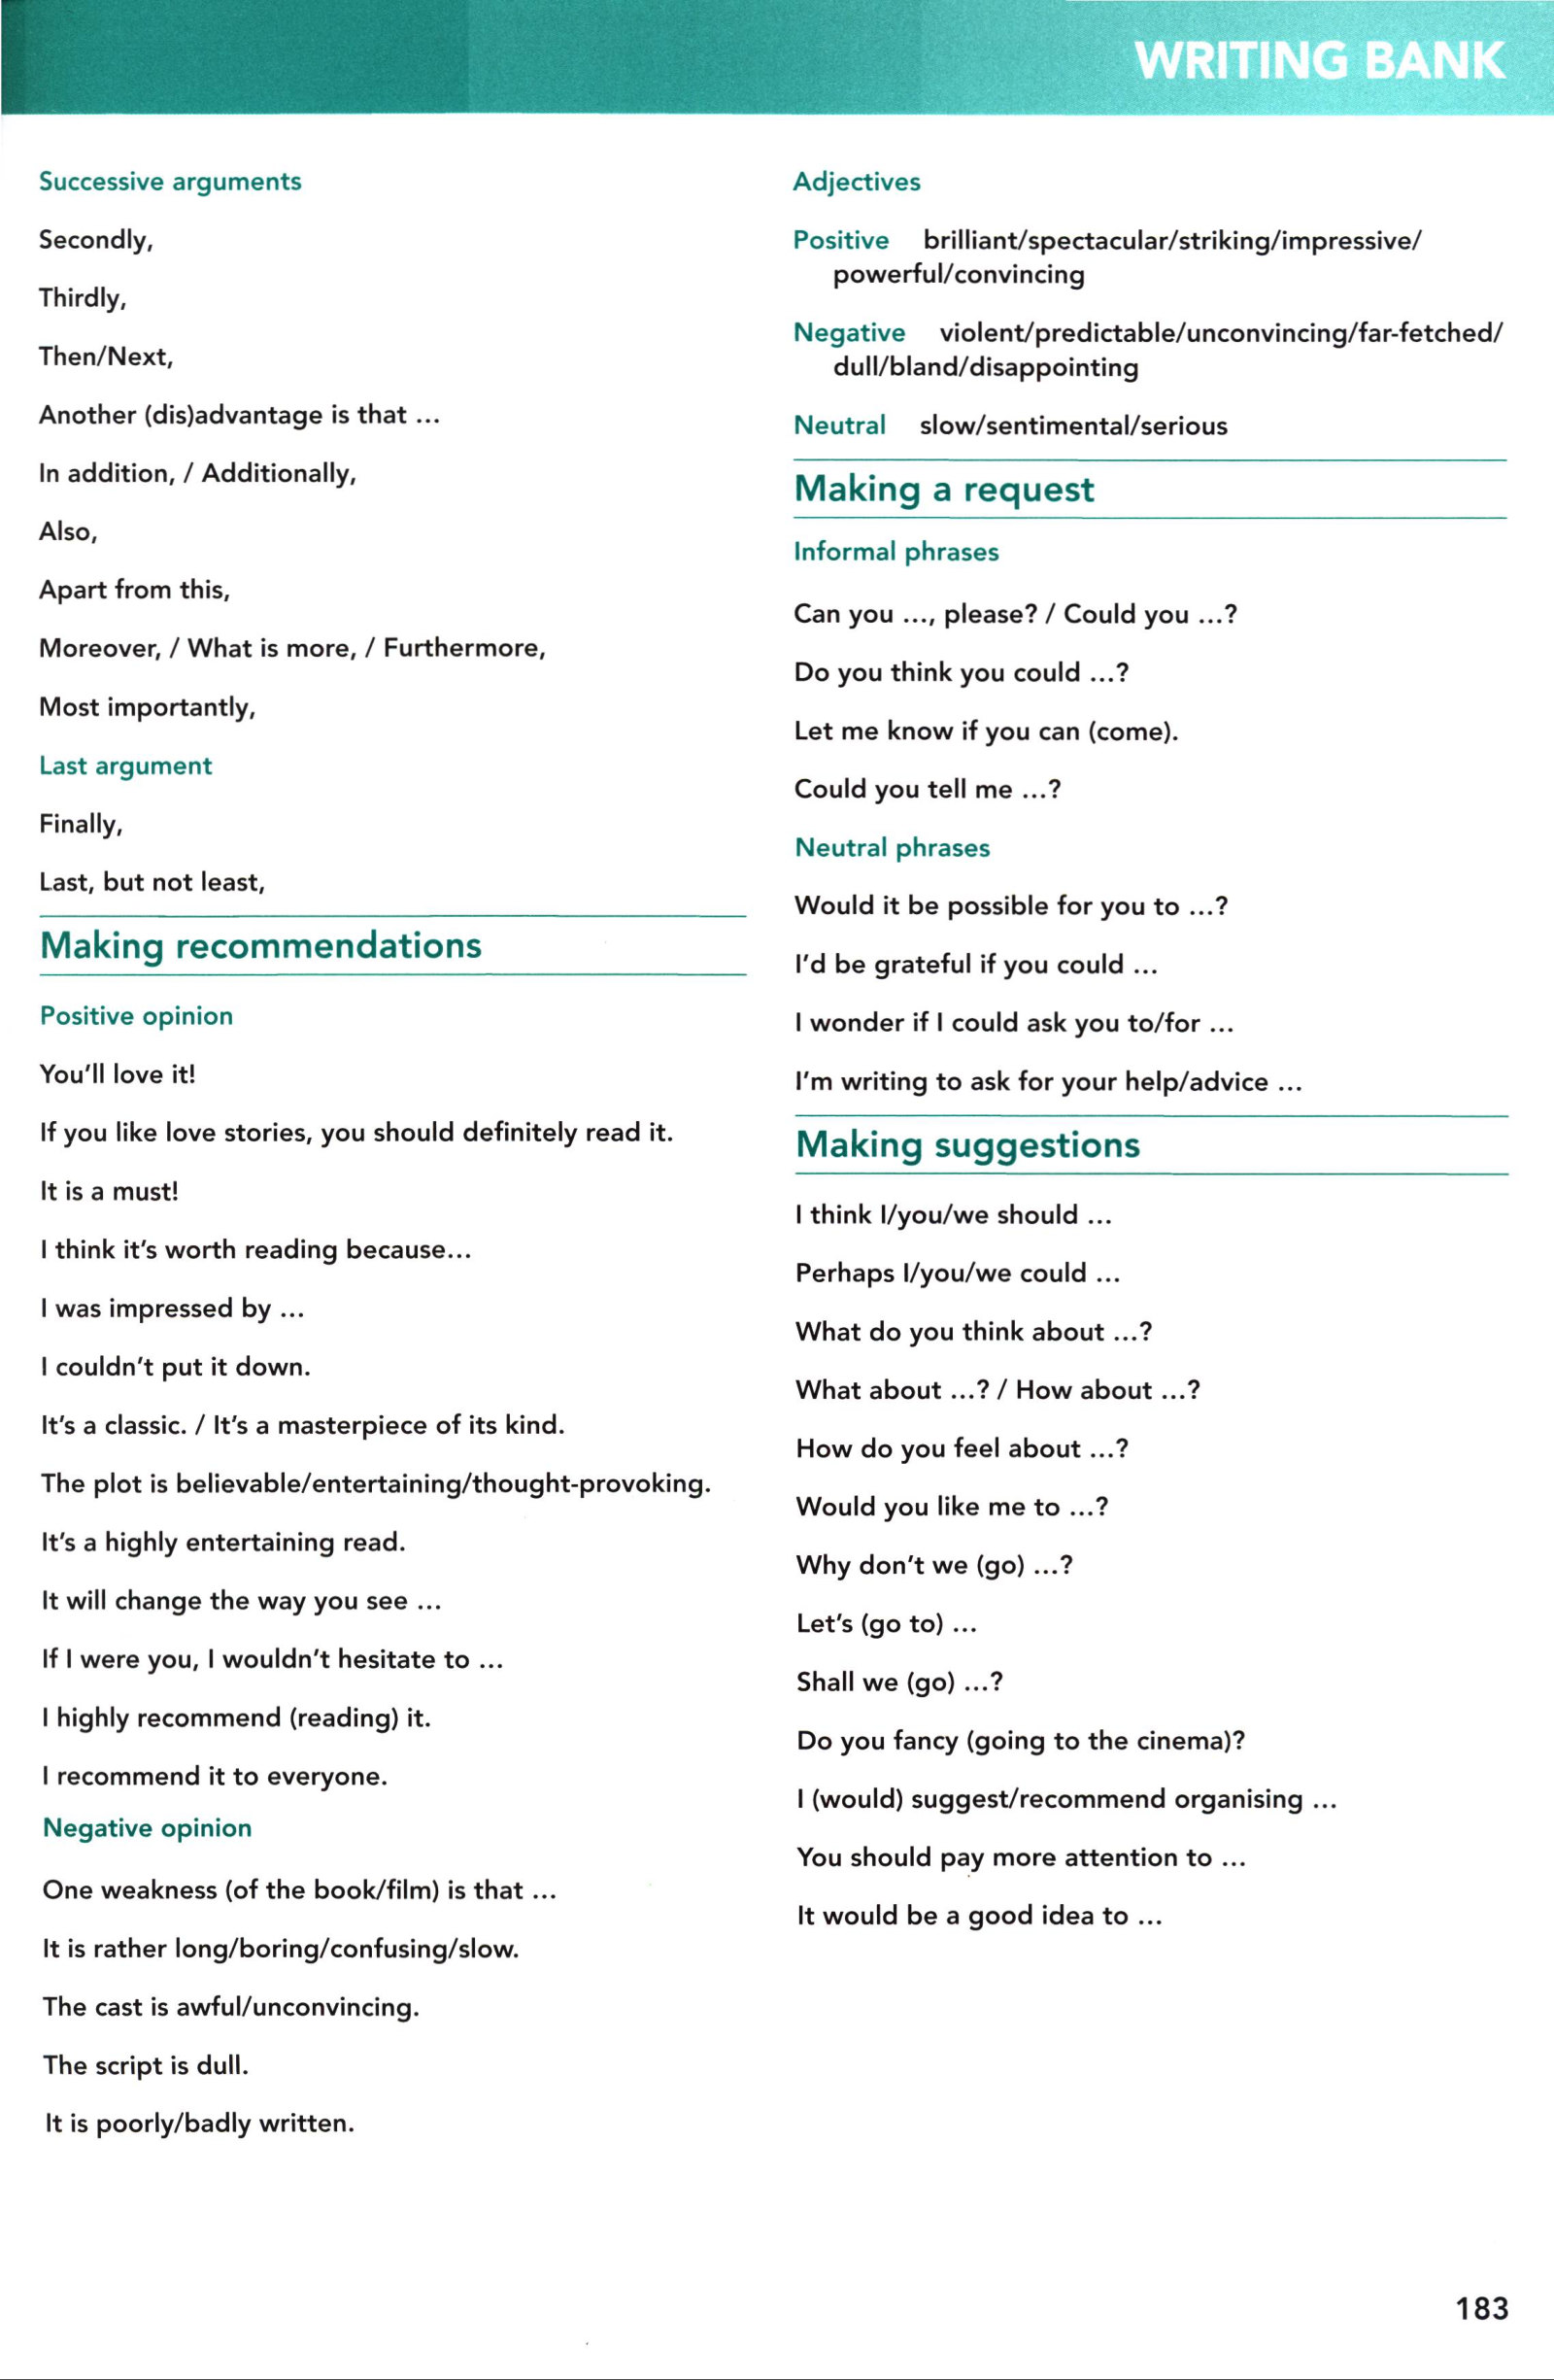 WRITING BANK
Successive arguments
Secondly,
Thirdly,
Then/Next,
Another (dis)advantage is that ...
In addition, / Additionally,
Also,
Apart from this,
Moreover, / What is more, / Furthermore,
Most importantly,
Last argument
Finally,
Last, but not least,
Making recommendations
Positive opinion
You'll love it!
If you like love stories, you should definitely read it.
It is a must!
I think it's worth reading because...
I was impressed by ...
I couldn't put it down.
It's a classic. / It's a masterpiece of its kind.
The plot is believable/entertaining/thought-provoking.
It's a highly entertaining read.
It will change the way you see ...
If I were you, I wouldn't hesitate to ...
I highly recommend (reading) it.
I recommend it to everyone.
Negative opinion
One weakness (of the book/film) is that ...
It is rather long/boring/confusing/slow.
The cast is awful/unconvincing.
The script is dull.
It is poorly/badly written.
Adjectives
Positive brilliant/spectacular/striking/impressive/
powerful/convincing
Negative violent/predictable/unconvincing/far-fetched/
dull/bland/disappointing
Neutral slow/sentimental/serious
Making a request
Informal phrases
Can you ..., please? / Could you ...?
Do you think you could ...?
Let me know if you can (come).
Could you tell me ...?
Neutral phrases
Would it be possible for you to ...?
I'd be grateful if you could ...
I wonder if I could ask you to/for ...
I'm writing to ask for your help/advice ...
Making suggestions
I think I/you/we should ...
Perhaps I/you/we could ...
What do you think about ...?
What about ...? / How about ...?
How do you feel about ...?
Would you like me to ...?
Why don't we (go) ...?
Let's (go to) ...
Shall we (go) ...?
Do you fancy (going to the cinema)?
I (would) suggest/recommend organising ...
You should pay more attention to ...
It would be a good idea to ...
183